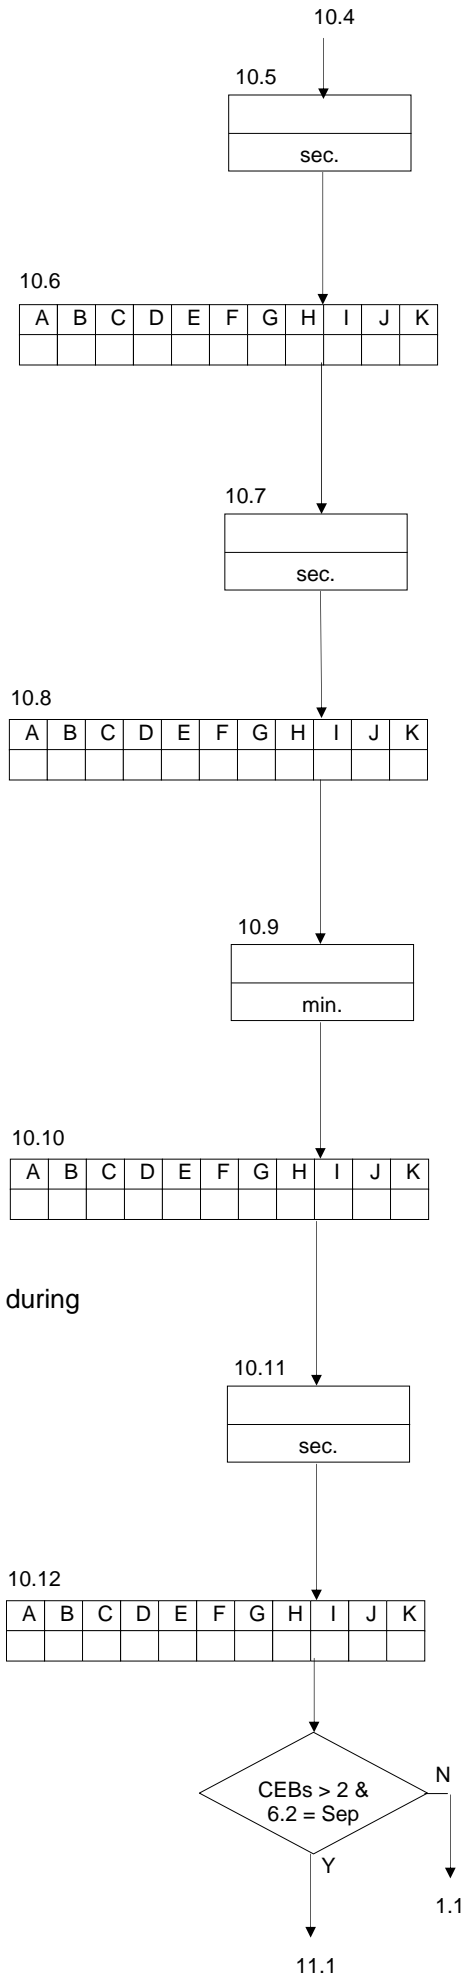 10.4
10.5
sec.
10.6
A B C D E F G H I J K
10.7
sec.
10.8
A B C D E F G H I J K
10.9
min.
10.10
A B C D E F G H I J K
during
10.11
sec.
10.12
A B C D E F G H I J K
CEBs > 2 &
6.2 = Sep
N
Y
1.1
11.1